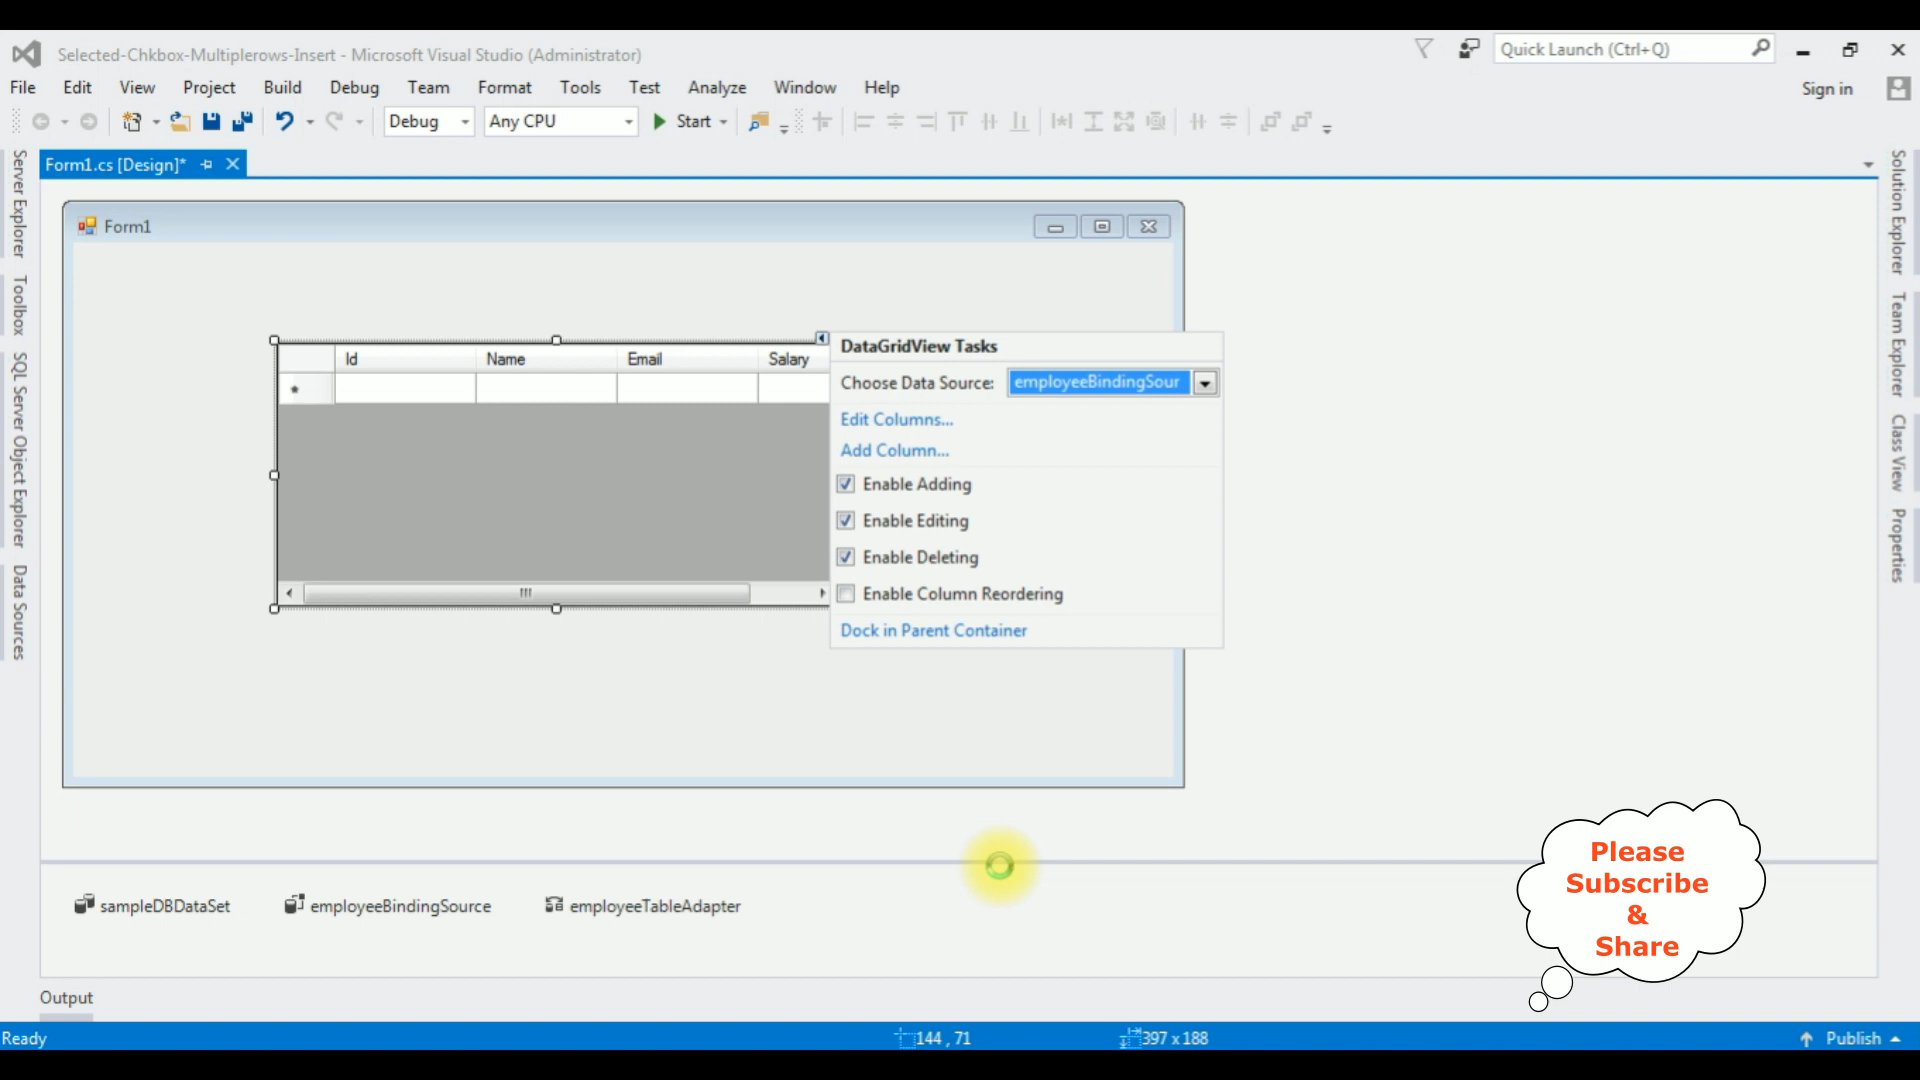 Selected-Chkbox-Multiplerows-Insert - Microsoft Visual Studio (Administrator)
Quick Launch (Ctrl+Q)
File Edit View Project Build Debug Team Format Tools Test Analyze Window Help
Sign in
Debug Any CPU Start
Form1.cs [Design]*
Server Explorer
Toolbox
SQL Server Object Explorer
Data Sources
Form1
Id Name Email Salary
*
DataGridView Tasks
Choose Data Source: employeeBindingSour
Edit Columns...
Add Column...
Enable Adding
Enable Editing
Enable Deleting
Enable Column Reordering
Dock in Parent Container
Solution Explorer
Team Explorer
Class View
Properties
sampleDBDataSet employeeBindingSource employeeTableAdapter
Please
Subscribe
&
Share
Output
Ready 144 , 71 397 x 188 Publish